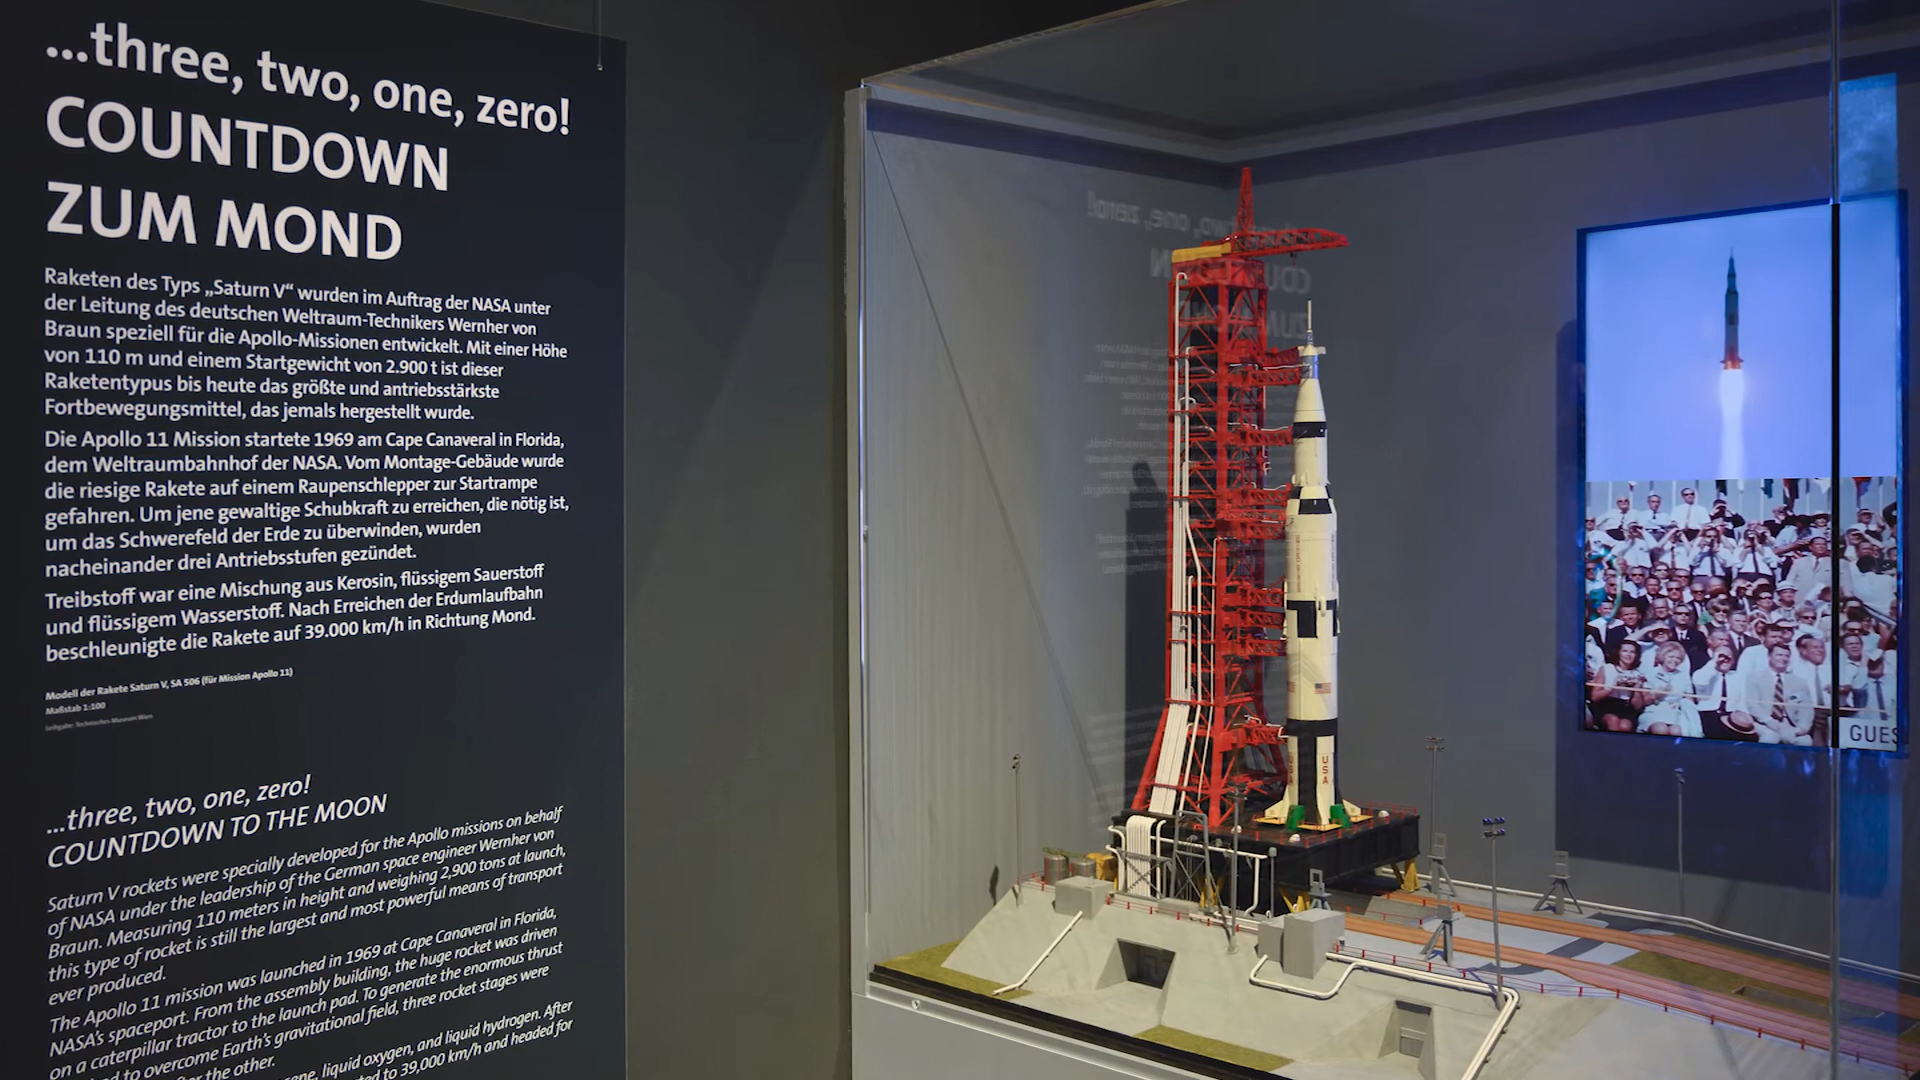 ...three, two, one, zero!
COUNTDOWN
ZUM MOND
Raketen des Typs „Saturn V“ wurden im Auftrag der NASA unter
der Leitung des deutschen Weltraum-Technikers Wernher von
Braun speziell für die Apollo-Missionen entwickelt. Mit einer Höhe
von 110 m und einem Startgewicht von 2.900 t ist dieser
Raketentypus bis heute das größte und antriebsstärkste
Fortbewegungsmittel, das jemals hergestellt wurde.
Die Apollo 11 Mission startete 1969 am Cape Canaveral in Florida,
dem Weltraumbahnhof der NASA. Vom Montage-Gebäude wurde
die riesige Rakete auf einem Raupenschlepper zur Startrampe
gefahren. Um jene gewaltige Schubkraft zu erreichen, die nötig ist,
um das Schwerefeld der Erde zu überwinden, wurden
nacheinander drei Antriebsstufen gezündet.
Treibstoff war eine Mischung aus Kerosin, flüssigem Sauerstoff
und flüssigem Wasserstoff. Nach Erreichen der Erdumlaufbahn
beschleunigte die Rakete auf 39.000 km/h in Richtung Mond.
Modell der Rakete Saturn V, SA 506 (für Mission Apollo 11)
Maßstab 1:100
Leihgabe: Technisches Museum Wien
...three, two, one, zero!
COUNTDOWN TO THE MOON
Saturn V rockets were specially developed for the Apollo missions on behalf
of NASA under the leadership of the German space engineer Wernher von
Braun. Measuring 110 meters in height and weighing 2,900 tons at launch,
this type of rocket is still the largest and most powerful means of transport
ever produced.
The Apollo 11 mission was launched in 1969 at Cape Canaveral in Florida,
NASA's spaceport. From the assembly building, the huge rocket was driven
on a caterpillar tractor to the launch pad. To generate the enormous thrust
to overcome Earth's gravitational field, three rocket stages were
the other.
liquid oxygen, and liquid hydrogen. After
to 39,000 km/h and headed for
USA
USA
GUES